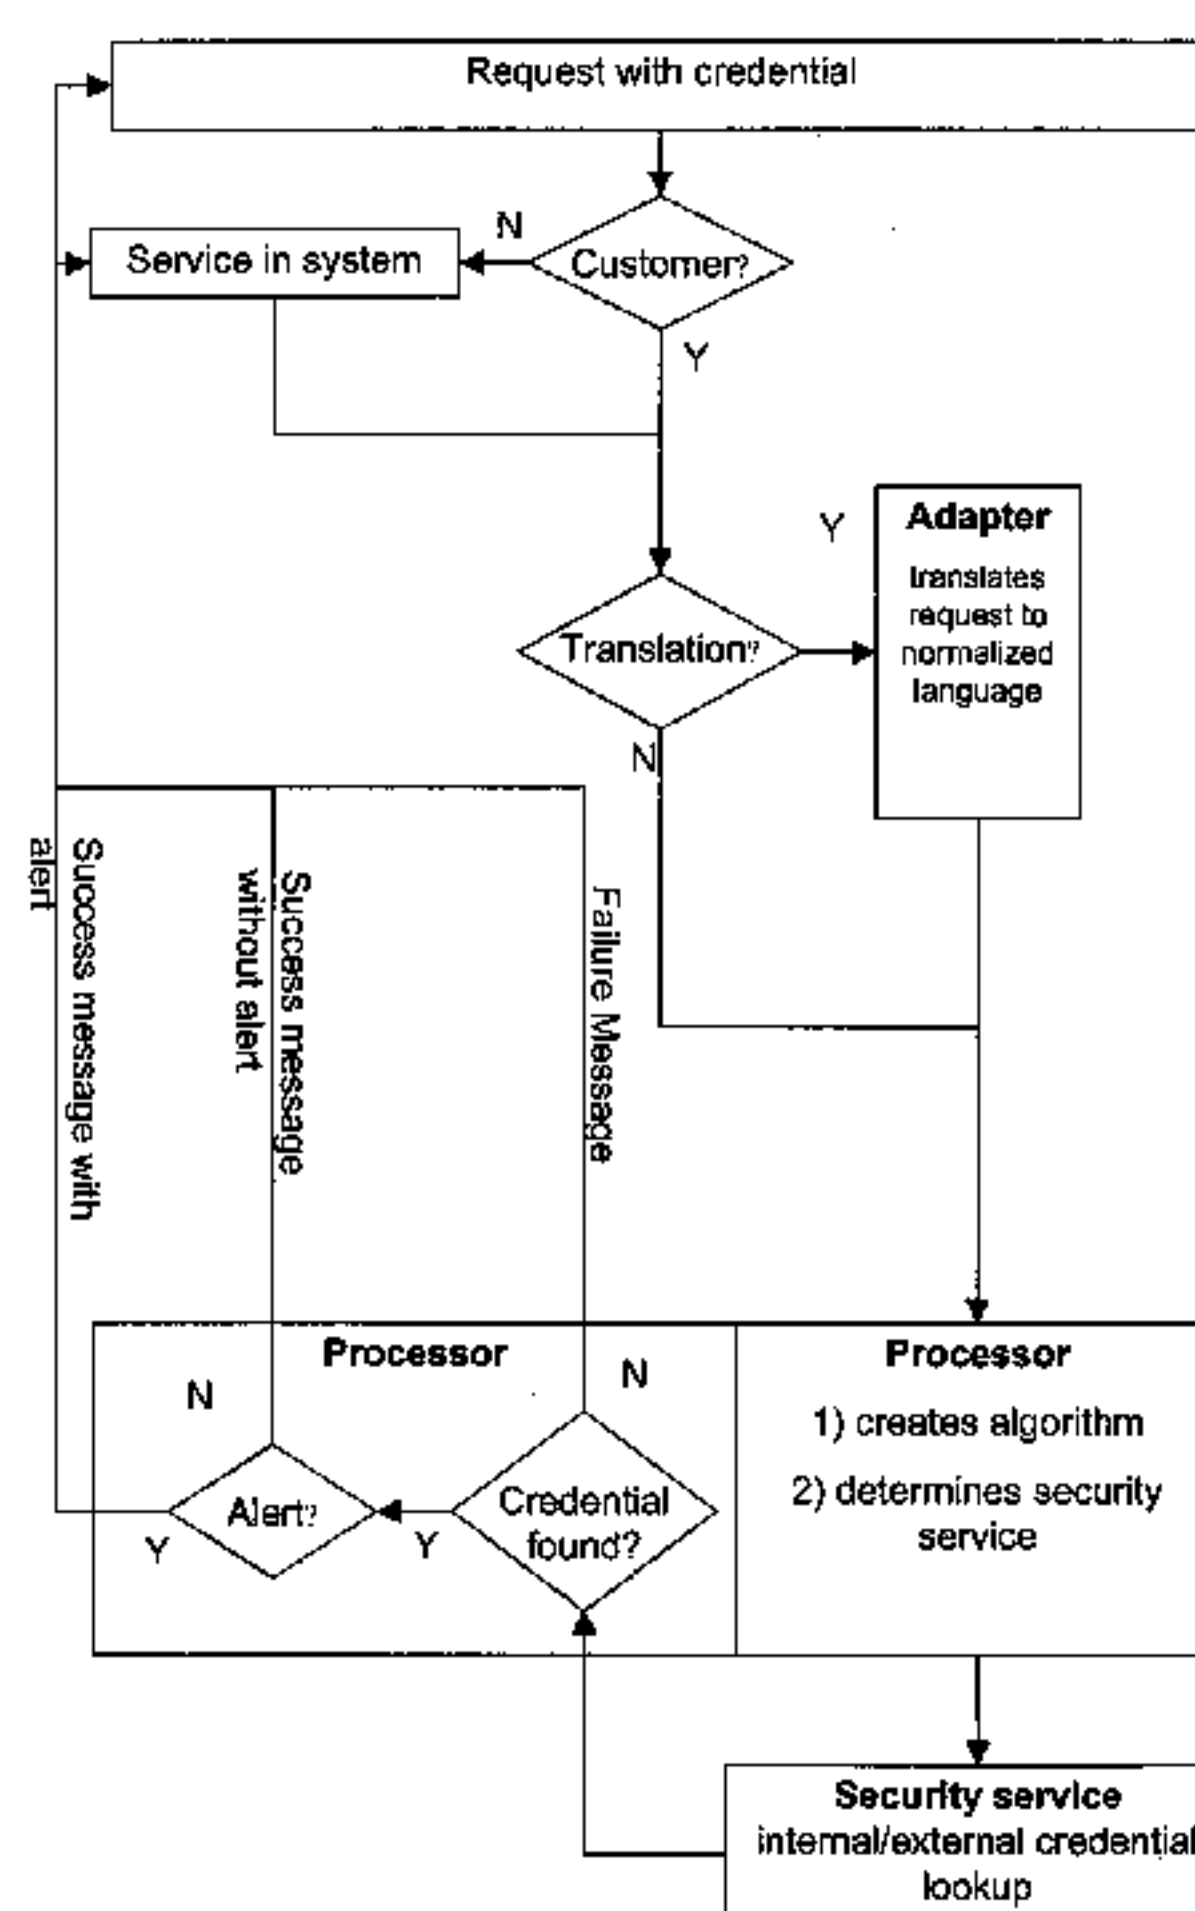 Request with credential
N
Service in system
Customer?
Y
Y
Adapter
translates
request to
normalized
language
Translation?
N
Success message with
alert
Success message
without alert
Failure Message
Processor
N
N
Alert?
Y
Y
Credential
found?
Processor
1) creates algorithm
2) determines security
service
Security service
internal/external credential
lookup